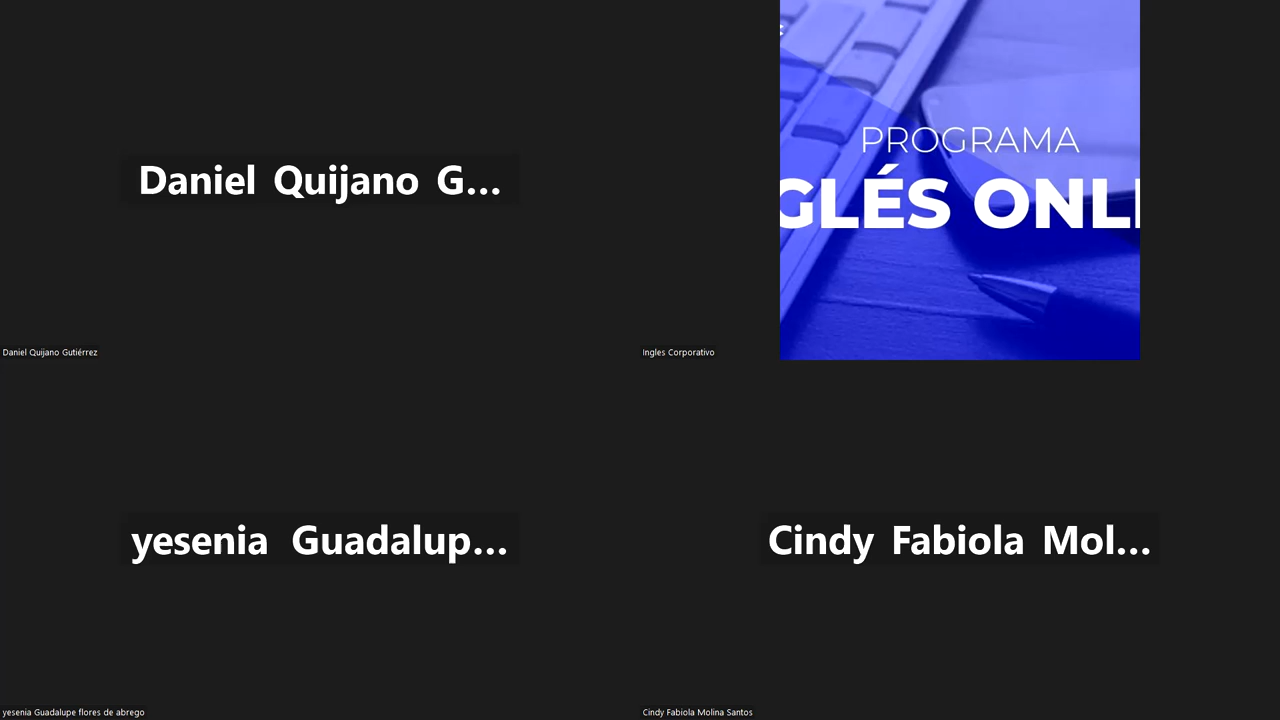 Daniel Quijano G...
Daniel Quijano Gutiérrez
PROGRAMA
GLÉS ONLI
Ingles Corporativo
yesenia Guadalup...
yesenia Guadalupe flores de abrego
Cindy Fabiola Mol...
Cindy Fabiola Molina Santos